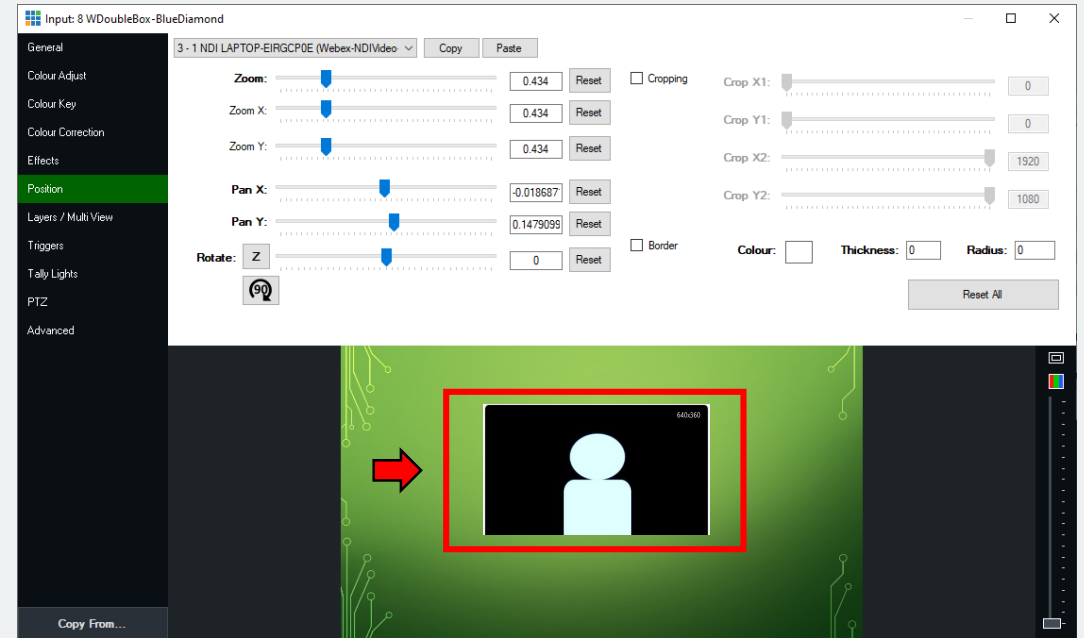 Input: 8 WDoubleBox-BlueDiamond
General
Colour Adjust
Colour Key
Colour Correction
Effects
Position
Layers / Multi View
Triggers
Tally Lights
PTZ
Advanced
Copy From...
3 - 1 NDI LAPTOP-EIRGCP0E (Webex-NDIVideo Copy Paste
Zoom: 0.434 Reset
Zoom X: 0.434 Reset
Zoom Y: 0.434 Reset
Pan X: -0.018687 Reset
Pan Y: 0.1479099 Reset
Rotate: Z 0 Reset
90
Cropping
Crop X1: 0
Crop Y1: 0
Crop X2: 1920
Crop Y2: 1080
Border Colour: Thickness: 0 Radius: 0
Reset All
640x360